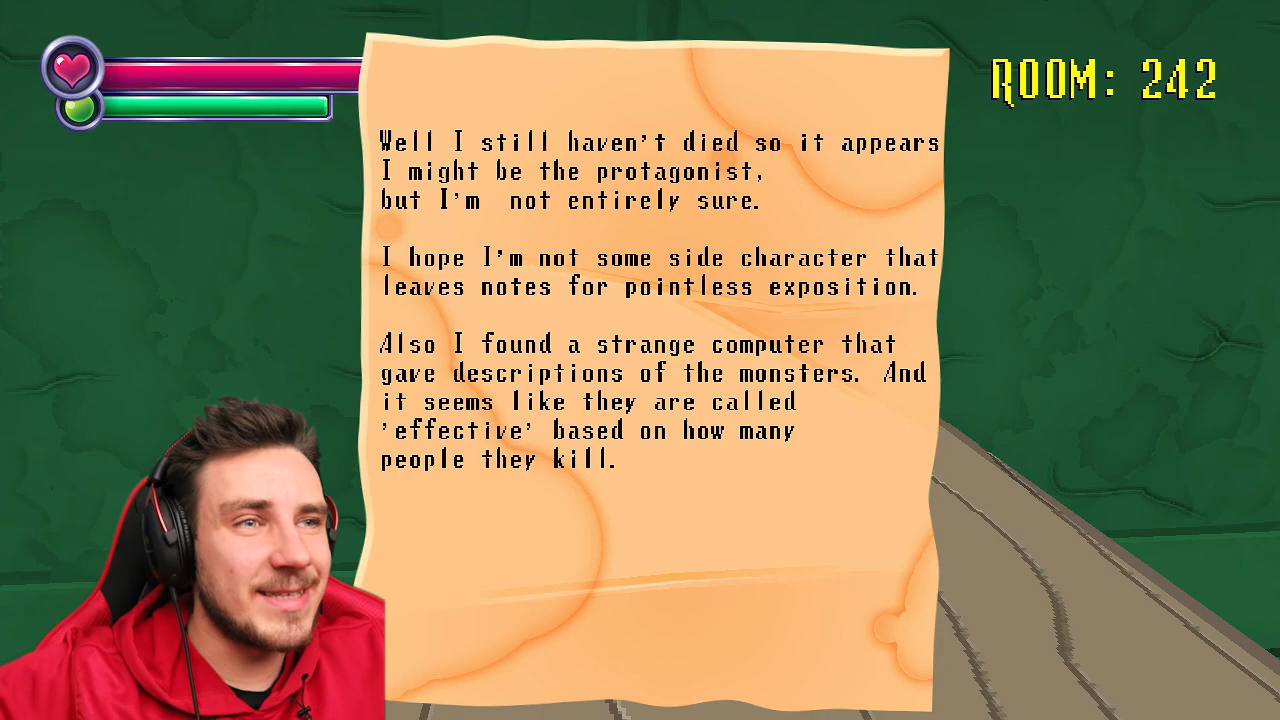 ROOM: 242
Well I still haven't died so it appears
I might be the protagonist,
but I'm  not entirely sure.
I hope I'm not some side character that
leaves notes for pointless exposition.
Also I found a strange computer that
gave descriptions of the monsters.  And
it seems like they are called
'effective' based on how many
people they kill.